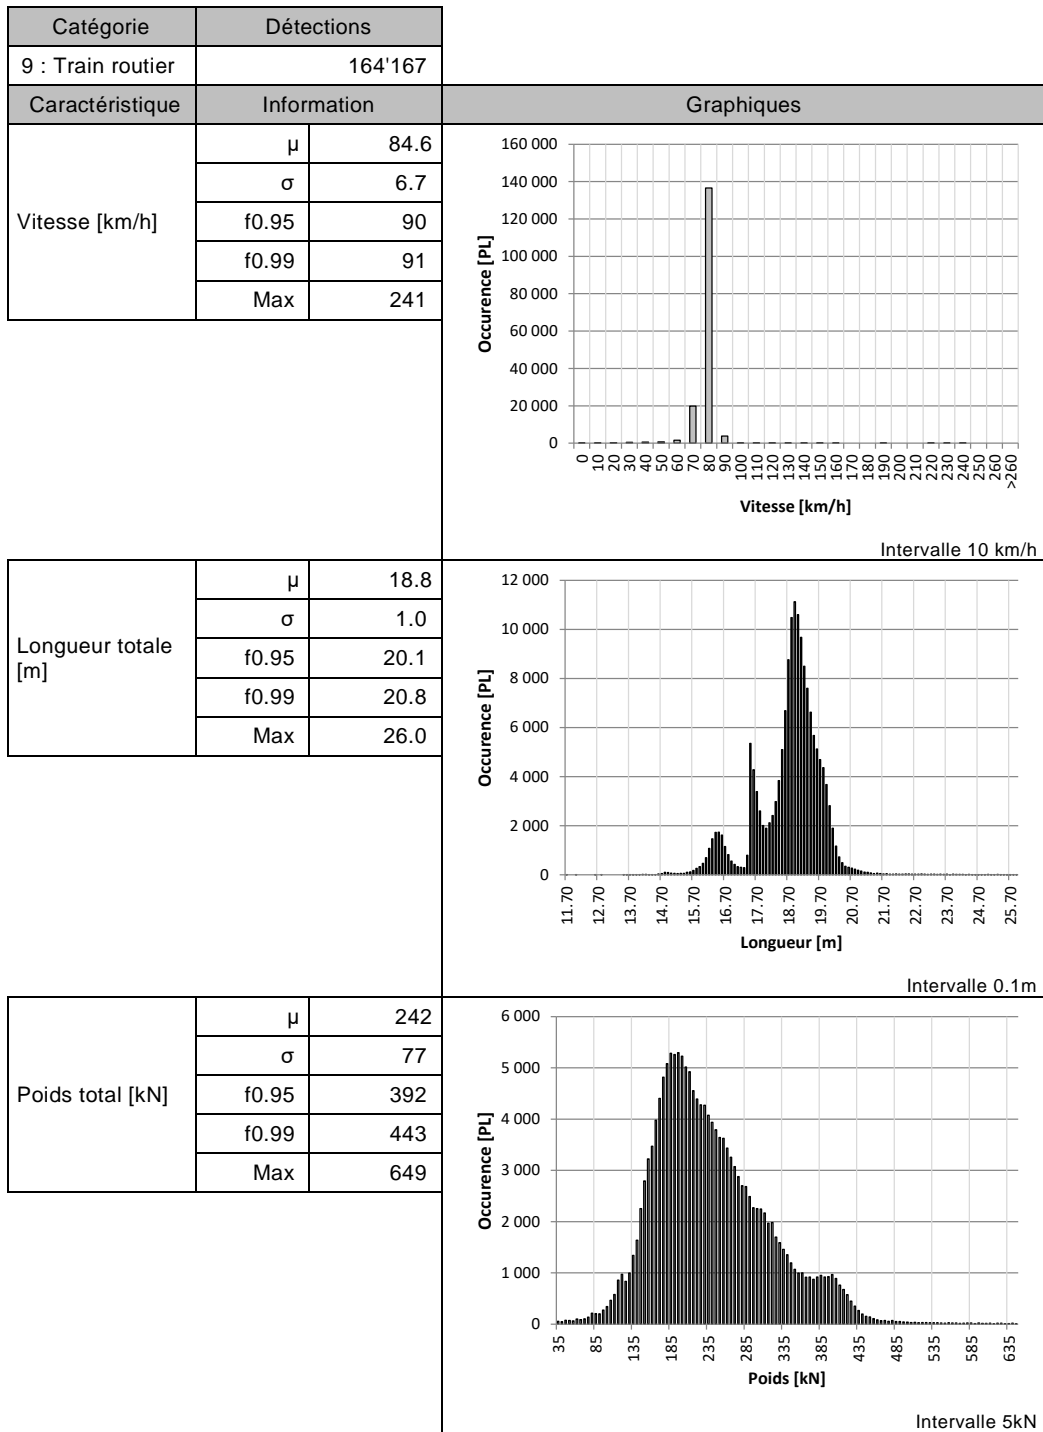 Catégorie Détections
9 : Train routier 164'167
Caractéristique Information Graphiques
Vitesse [km/h]
µ 84.6
σ 6.7
f0.95 90
f0.99 91
Max 241
160 000
140 000
120 000
100 000
80 000
60 000
40 000
20 000
0
Occurence [PL]
0 10 20 30 40 50 60 70 80 90 100 110 120 130 140 150 160 170 180 190 200 210 220 230 240 250 260 >260
Vitesse [km/h]
Intervalle 10 km/h
Longueur totale
[m]
µ 18.8
σ 1.0
f0.95 20.1
f0.99 20.8
Max 26.0
12 000
10 000
8 000
6 000
4 000
2 000
0
Occurence [PL]
11.70 12.70 13.70 14.70 15.70 16.70 17.70 18.70 19.70 20.70 21.70 22.70 23.70 24.70 25.70
Longueur [m]
Intervalle 0.1m
Poids total [kN]
µ 242
σ 77
f0.95 392
f0.99 443
Max 649
6 000
5 000
4 000
3 000
2 000
1 000
0
Occurence [PL]
35 85 135 185 235 285 335 385 435 485 535 585 635
Poids [kN]
Intervalle 5kN